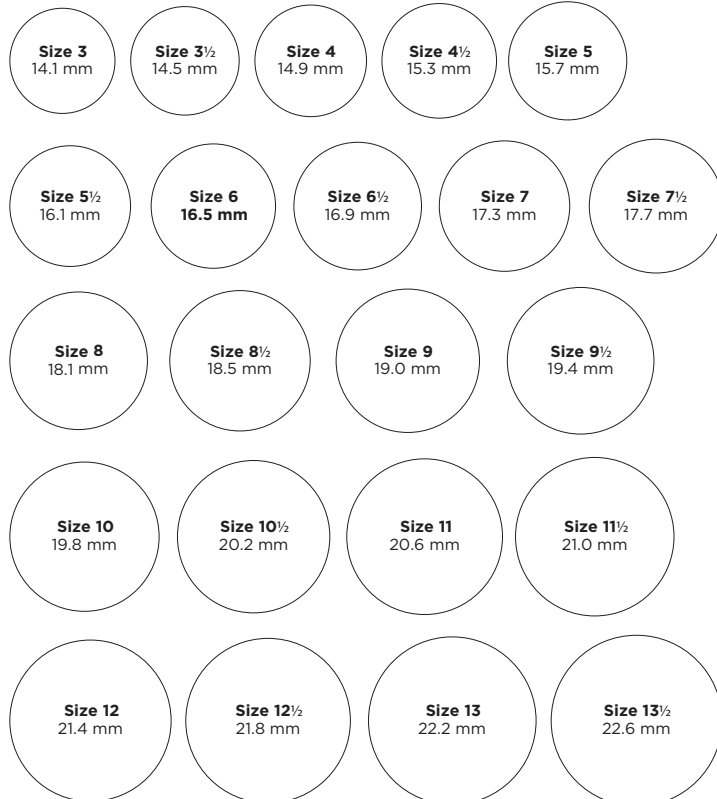 Size 3
14.1 mm
Size 3½
14.5 mm
Size 4
14.9 mm
Size 4½
15.3 mm
Size 5
15.7 mm
Size 5½
16.1 mm
Size 6
16.5 mm
Size 6½
16.9 mm
Size 7
17.3 mm
Size 7½
17.7 mm
Size 8
18.1 mm
Size 8½
18.5 mm
Size 9
19.0 mm
Size 9½
19.4 mm
Size 10
19.8 mm
Size 10½
20.2 mm
Size 11
20.6 mm
Size 11½
21.0 mm
Size 12
21.4 mm
Size 12½
21.8 mm
Size 13
22.2 mm
Size 13½
22.6 mm